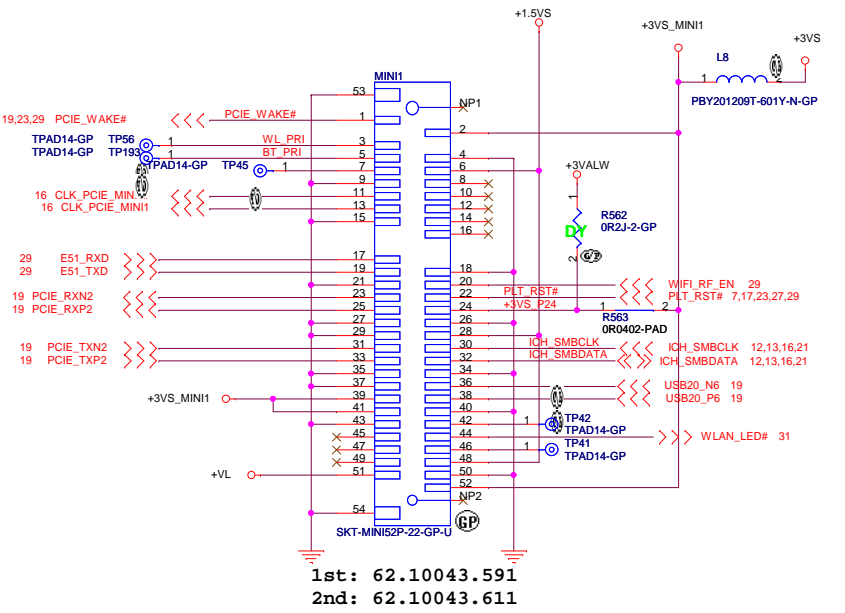 +1.5VS
+3VS_MINI1
+3VS
L8
1
PBY201209T-601Y-N-GP
MINI1
53
NP1
19,23,29 PCIE_WAKE#
PCIE_WAKE#
1
2
TPAD14-GP TP56 1 WL_PRI 3
TPAD14-GP TP193 1 BT_PRI 5
4
TPAD14-GP TP45 1 7
6
+3VALW
9
8
16 CLK_PCIE_MIN... 11
10
16 CLK_PCIE_MINI1 13
12
15
14
16
1
R562
0R2J-2-GP
DY
2
29 E51_RXD 17
29 E51_TXD 19
18
21
20 WIFI_RF_EN 29
19 PCIE_RXN2 23
22 PLT_RST# PLT_RST# 7,17,23,27,29
19 PCIE_RXP2 25
24 +3VS_P24 1 2
R563
0R0402-PAD
27
26
29
28
19 PCIE_TXN2 31
30 ICH_SMBCLK ICH_SMBCLK 12,13,16,21
19 PCIE_TXP2 33
32 ICH_SMBDATA ICH_SMBDATA 12,13,16,21
35
34
37
36 USB20_N6 19
+3VS_MINI1 39
38 USB20_P6 19
41
40
43
42 1 TP42
TPAD14-GP
45
44 WLAN_LED# 31
47
46 1 TP41
TPAD14-GP
49
48
+VL 51
50
52
54
NP2
GP
SKT-MINI52P-22-GP-U
1st: 62.10043.591
2nd: 62.10043.611